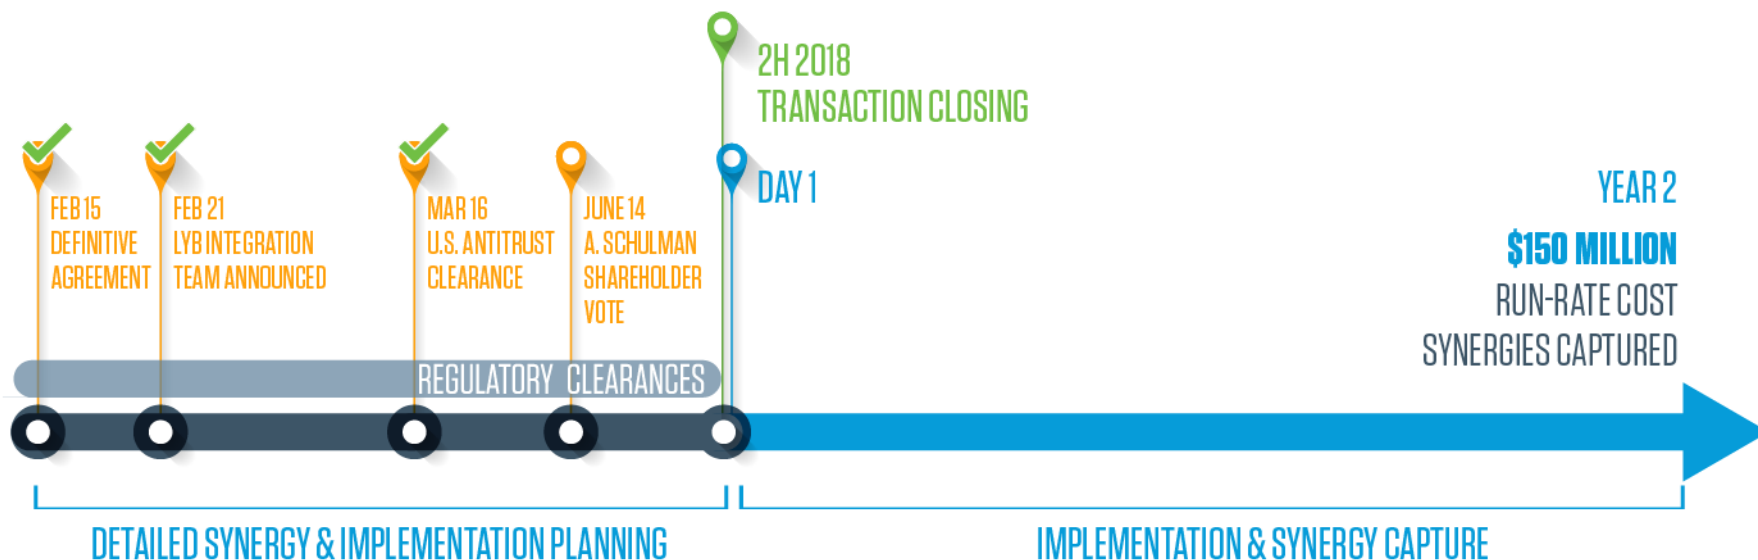 2H 2018
TRANSACTION CLOSING
DAY 1
FEB 15
DEFINITIVE
AGREEMENT
FEB 21
LYB INTEGRATION
TEAM ANNOUNCED
MAR 16
U.S. ANTITRUST
CLEARANCE
JUNE 14
A. SCHULMAN
SHAREHOLDER
VOTE
YEAR 2
$150 MILLION
RUN-RATE COST
SYNERGIES CAPTURED
REGULATORY CLEARANCES
DETAILED SYNERGY & IMPLEMENTATION PLANNING
IMPLEMENTATION & SYNERGY CAPTURE